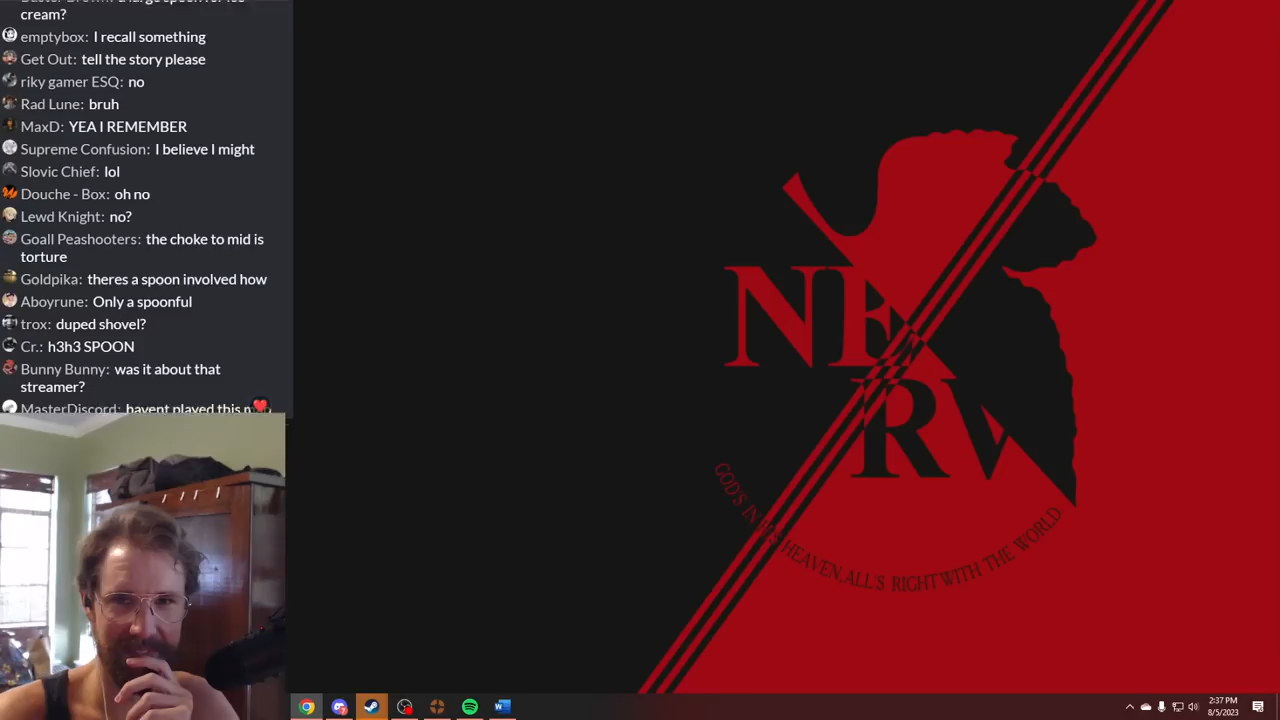 cream?
emptybox: I recall something
Get Out: tell the story please
riky gamer ESQ: no
Rad Lune: bruh
MaxD: YEA I REMEMBER
Supreme Confusion: I believe I might
Slovic Chief: lol
Douche - Box: oh no
Lewd Knight: no?
Goall Peashooters: the choke to mid is
torture
Goldpika: theres a spoon involved how
Aboyrune: Only a spoonful
trox: duped shovel?
Cr.: h3h3 SPOON
Bunny Bunny: was it about that
streamer?
MasterDiscord: havent played this
NE
RV
GOD'S IN HIS HEAVEN, ALL'S RIGHT WITH THE WORLD
2:37 PM
8/5/2023